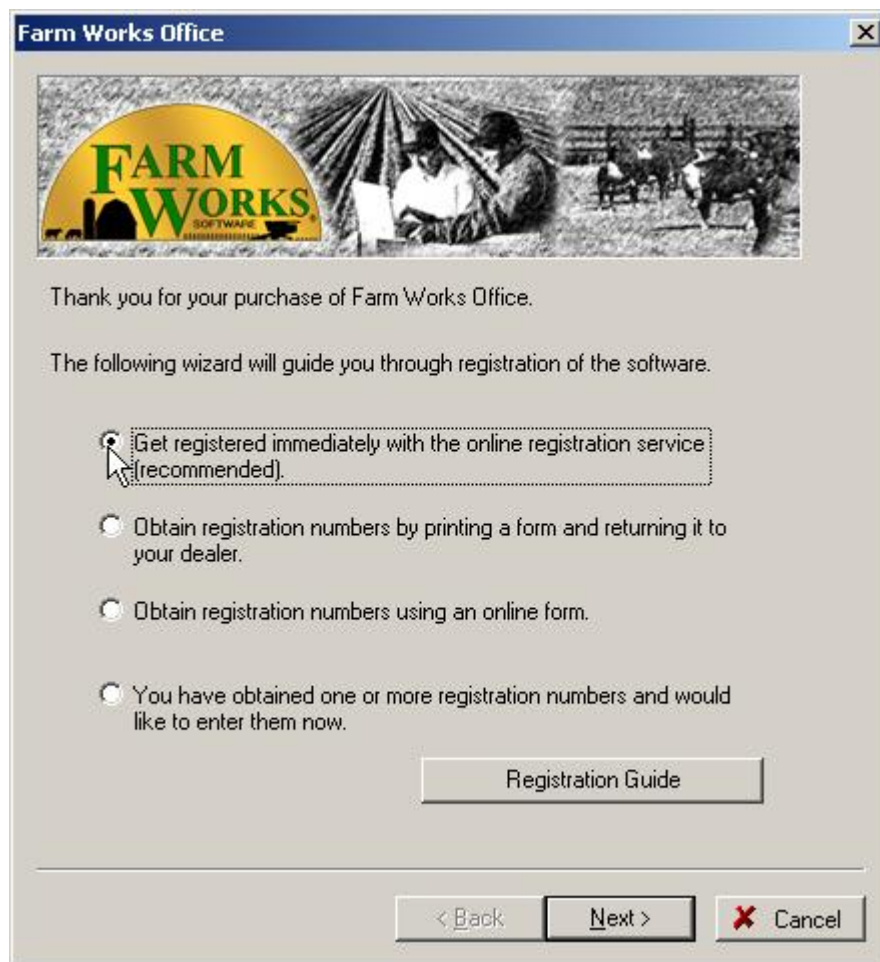 Farm Works Office
FARM
WORKS
SOFTWARE
Thank you for your purchase of Farm Works Office.
The following wizard will guide you through registration of the software.
Get registered immediately with the online registration service
(recommended).
Obtain registration numbers by printing a form and returning it to
your dealer.
Obtain registration numbers using an online form.
You have obtained one or more registration numbers and would
like to enter them now.
Registration Guide
< Back
Next >
Cancel